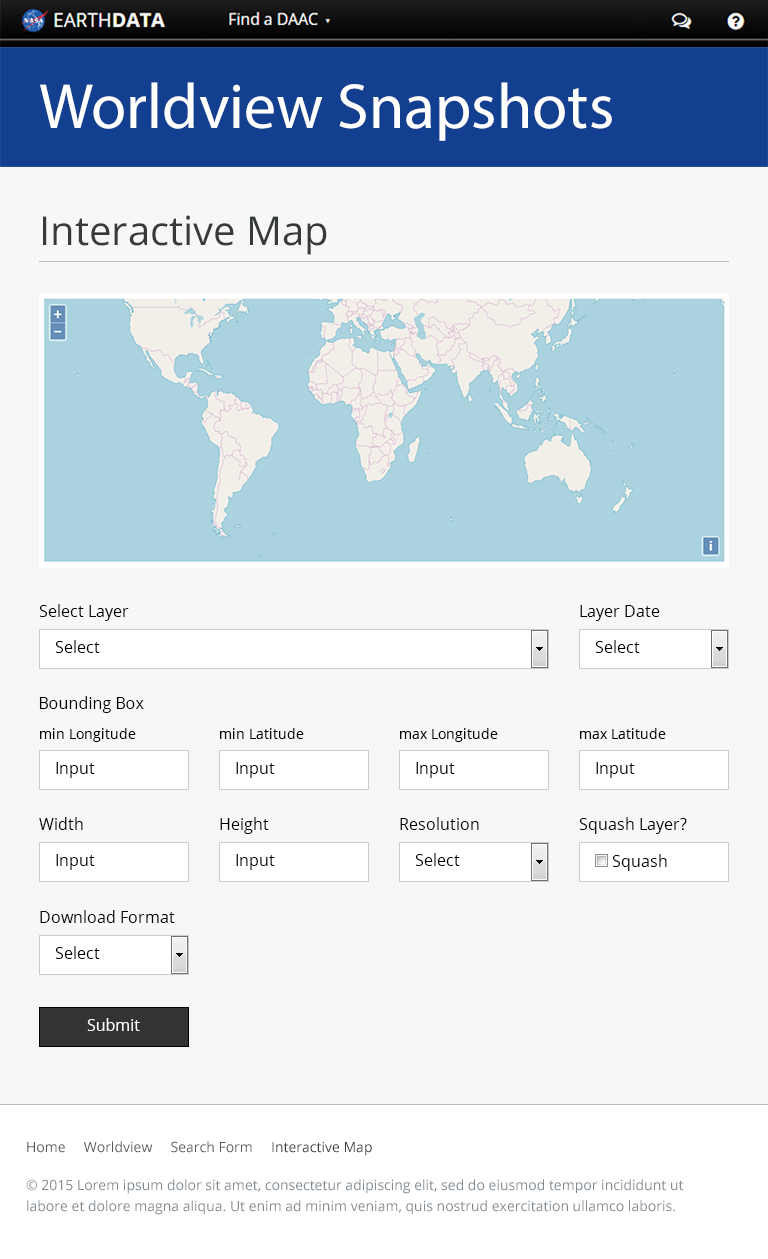 NASA EARTHDATA Find a DAAC
Worldview Snapshots
Interactive Map
+
−
i
Select Layer Layer Date
Select Select
Bounding Box
min Longitude min Latitude max Longitude max Latitude
Input Input Input Input
Width Height Resolution Squash Layer?
Input Input Select Squash
Download Format
Select
Submit
Home Worldview Search Form Interactive Map
© 2015 Lorem ipsum dolor sit amet, consectetur adipiscing elit, sed do eiusmod tempor incididunt ut
labore et dolore magna aliqua. Ut enim ad minim veniam, quis nostrud exercitation ullamco laboris.